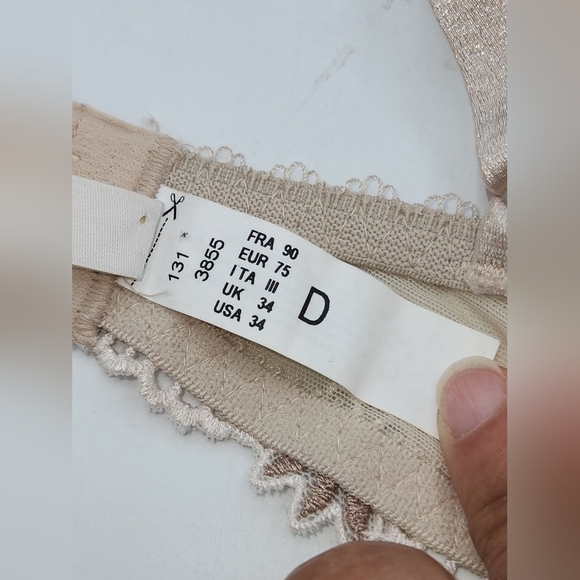 131 3855
FRA 90
EUR 75
ITA III
UK 34
USA 34
D